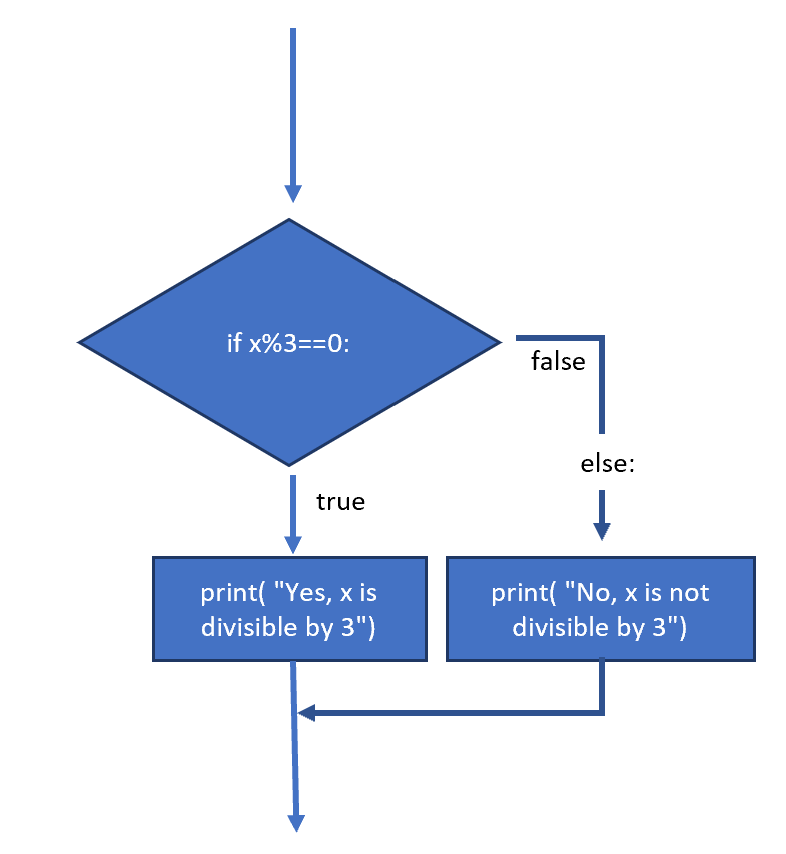 if x%3==0:
false
else:
true
print( "Yes, x is
divisible by 3")
print( "No, x is not
divisible by 3")